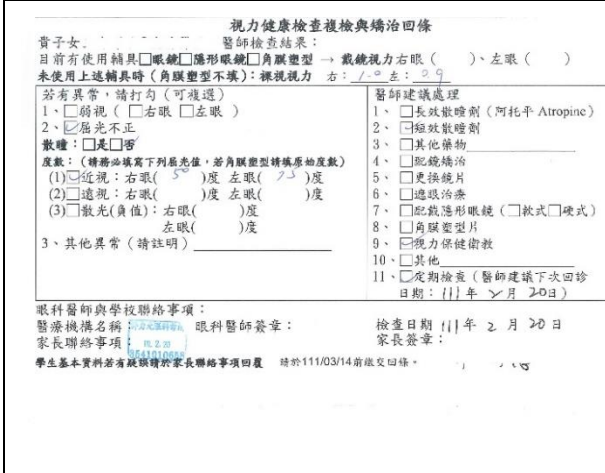 視力健康檢查複檢與矯治回條
貴子女: 醫師檢查結果：
目前有使用輔具□眼鏡□隱形眼鏡□角膜塑型 → 戴鏡視力右眼（ ）、左眼（ ）
未使用上述輔具時（角膜塑型不填）：裸視視力 右：1.0 左：0.9
若有異常，請打勾（可複選）
1、□弱視（□右眼 □左眼 ）
2、☑屈光不正
散瞳：□是□否
度數：（請務必填寫下列屈光值，若角膜塑型請填原始度數）
(1)☑近視：右眼( 50 )度 左眼( 75 )度
(2)□遠視：右眼( )度 左眼( )度
(3)□散光(負值)：右眼( )度
左眼( )度
3、其他異常（請註明）
醫師建議處理
1、□長效散瞳劑（阿托平 Atropine）
2、☑短效散瞳劑
3、□其他藥物
4、□配鏡矯治
5、□更換鏡片
6、□遮眼治療
7、□配戴隱形眼鏡（□軟式□硬式）
8、□角膜塑型片
9、☑視力保健衛教
10、□其他
11、☑定期檢查（醫師建議下次回診
日期：111年 月 20日）
眼科醫師與學校聯絡事項：
醫療機構名稱 眼科醫師簽章： 檢查日期 111年 2 月 20日
家長聯絡事項 家長簽章：
學生基本資料若有疑誤請於家長聯絡事項回覆 請於111/03/14前繳交回條。